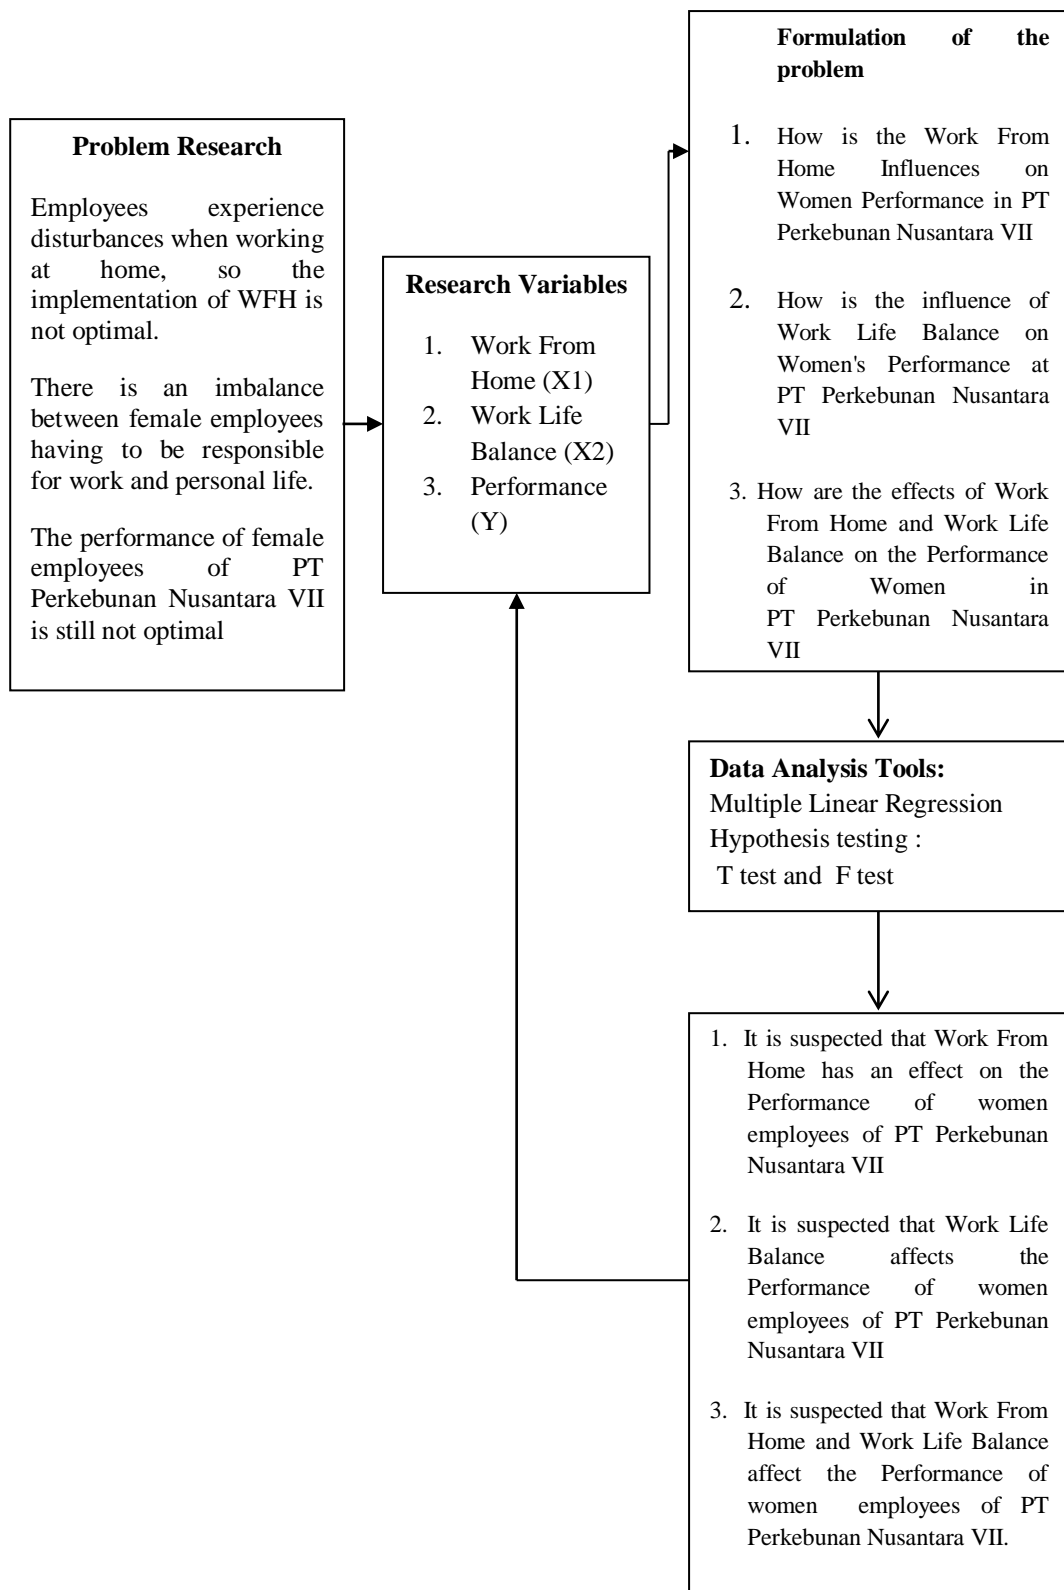 Problem Research
Employees experience
disturbances when working
at home, so the
implementation of WFH is
not optimal.
There is an imbalance
between female employees
having to be responsible
for work and personal life.
The performance of female
employees of PT
Perkebunan Nusantara VII
is still not optimal
Research Variables
1. Work From
Home (X1)
2. Work Life
Balance (X2)
3. Performance
(Y)
Formulation of the
problem
1. How is the Work From
Home Influences on
Women Performance in PT
Perkebunan Nusantara VII
2. How is the influence of
Work Life Balance on
Women's Performance at
PT Perkebunan Nusantara
VII
3. How are the effects of Work
From Home and Work Life
Balance on the Performance
of Women in
PT Perkebunan Nusantara
VII
Data Analysis Tools:
Multiple Linear Regression
Hypothesis testing :
T test and F test
1. It is suspected that Work From
Home has an effect on the
Performance of women
employees of PT Perkebunan
Nusantara VII
2. It is suspected that Work Life
Balance affects the
Performance of women
employees of PT Perkebunan
Nusantara VII
3. It is suspected that Work From
Home and Work Life Balance
affect the Performance of
women employees of PT
Perkebunan Nusantara VII.